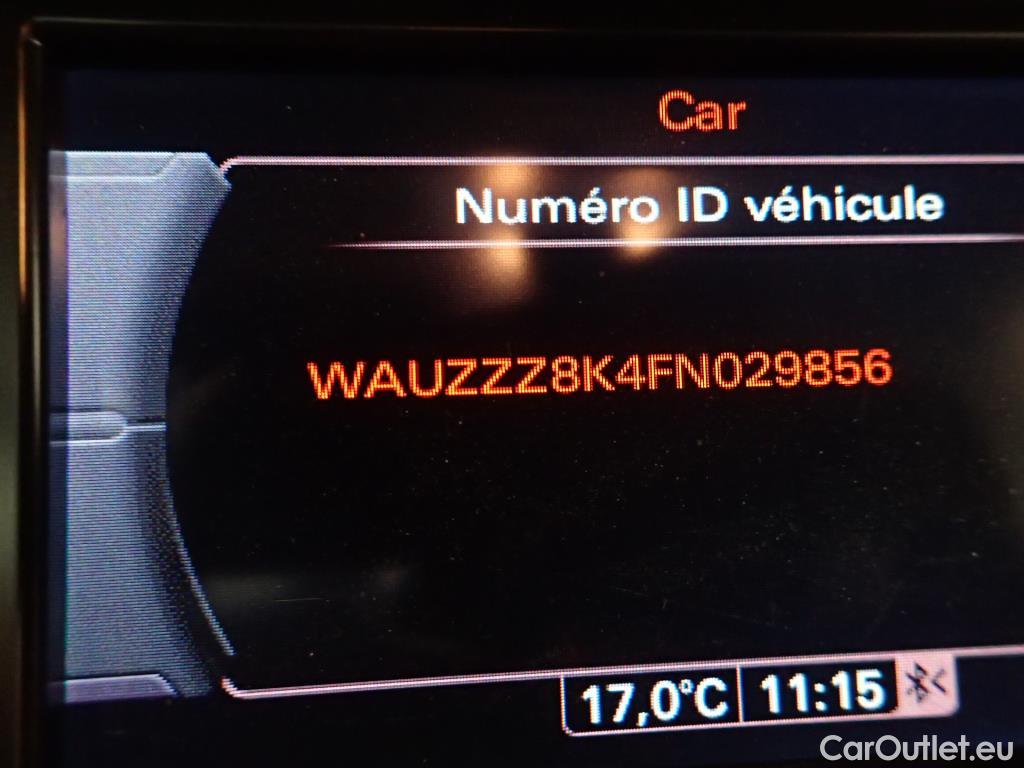 Car
Numéro ID véhicule
WAUZZZ8K4FN029856
17,0°C 11:15
CarOutlet.eu